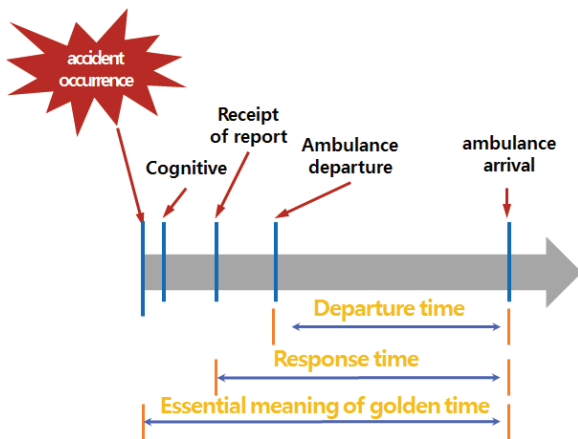 accident
occurrence
Receipt
of report
Cognitive
Ambulance
departure
ambulance
arrival
Departure time
Response time
Essential meaning of golden time